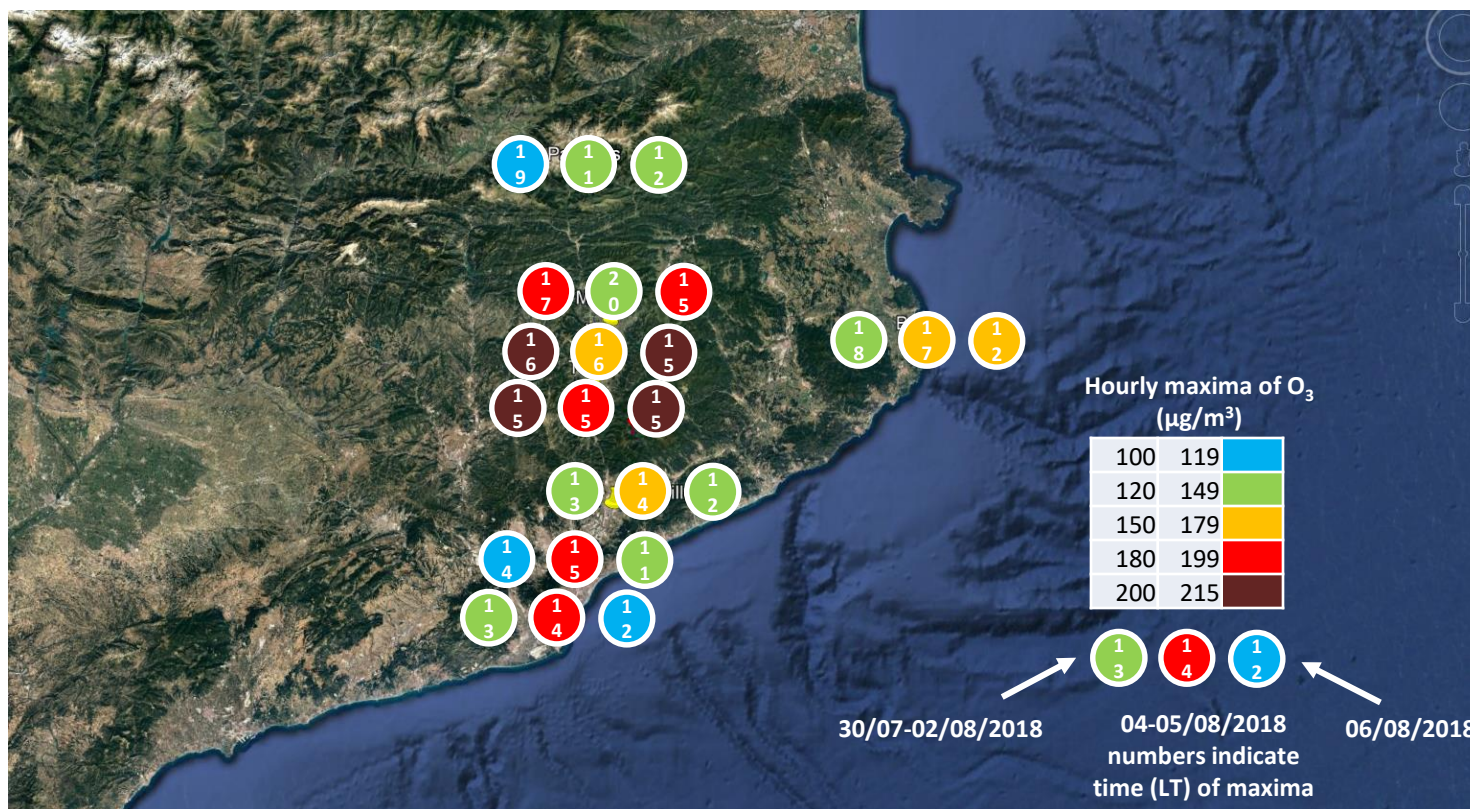 19 11 12
17 20 15
16 16 15
18 17 12
15 15 15
13 14 12
14 15 11
13 14 12
Hourly maxima of O₃
(µg/m³)
100 119
120 149
150 179
180 199
200 215
13 14 12
30/07-02/08/2018
04-05/08/2018
06/08/2018
numbers indicate
time (LT) of maxima